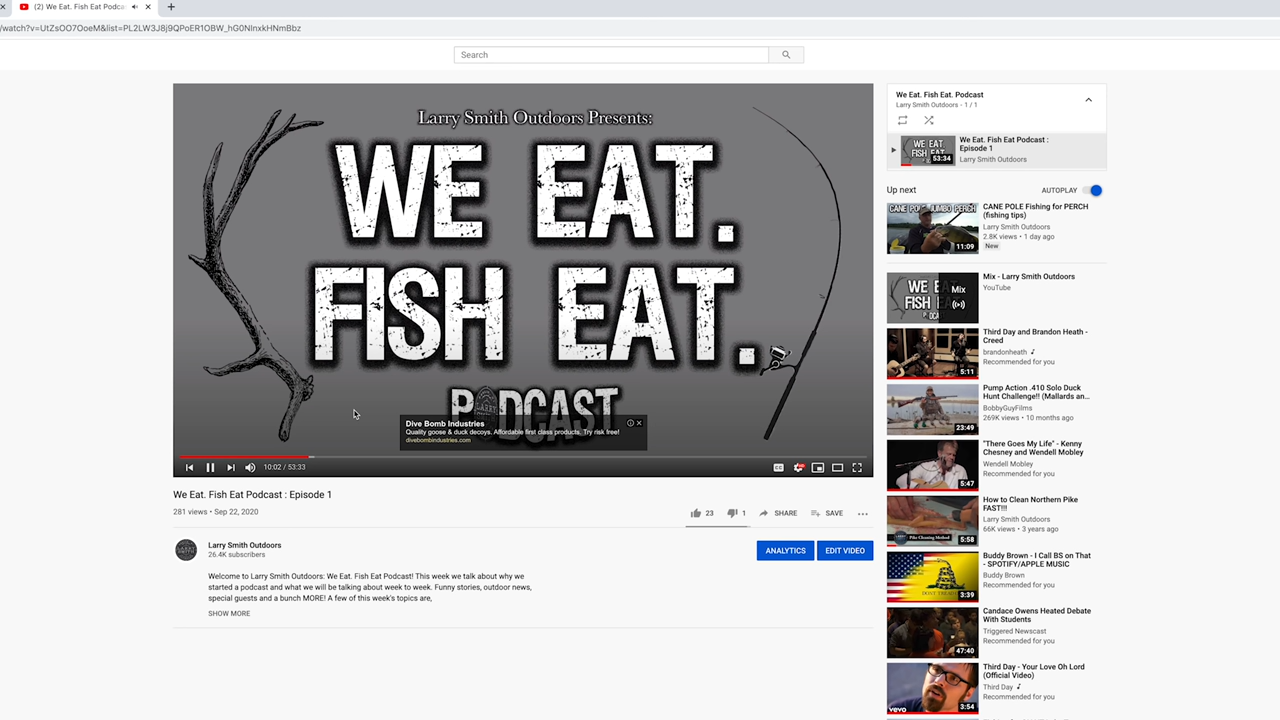 (2) We Eat. Fish Eat Podcas
/watch?v=UtZsOO7OoeM&list=PL2LW3J8j9QPoER1OBW_hG0NlnxkHNmBbz
Search
Larry Smith Outdoors Presents:
WE EAT.
FISH EAT.
PODCAST
Dive Bomb Industries
Quality goose & duck decoys. Affordable first class products. Try risk free!
divebombindustries.com
10:02 / 53:33
We Eat. Fish Eat Podcast : Episode 1
281 views • Sep 22, 2020
23
1
SHARE
SAVE
Larry Smith Outdoors
26.4K subscribers
ANALYTICS
EDIT VIDEO
Welcome to Larry Smith Outdoors: We Eat. Fish Eat Podcast! This week we talk about why we
started a podcast and what we will be talking about week to week. Funny stories, outdoor news,
special guests and a bunch MORE! A few of this week's topics are,
SHOW MORE
We Eat. Fish Eat. Podcast
Larry Smith Outdoors - 1 / 1
WE EAT.
FISH EAT
53:34
We Eat. Fish Eat Podcast :
Episode 1
Larry Smith Outdoors
Up next
AUTOPLAY
CANE POLE JUMBO PERCH
11:09
CANE POLE Fishing for PERCH
(fishing tips)
Larry Smith Outdoors
2.8K views • 1 day ago
New
Mix
Mix - Larry Smith Outdoors
YouTube
5:11
Third Day and Brandon Heath -
Creed
brandonheath
Recommended for you
23:49
Pump Action .410 Solo Duck
Hunt Challenge!! (Mallards an...
BobbyGuyFilms
269K views • 10 months ago
5:47
"There Goes My Life" - Kenny
Chesney and Wendell Mobley
Wendell Mobley
Recommended for you
Pike Cleaning Method
5:58
How to Clean Northern Pike
FAST!!!
Larry Smith Outdoors
66K views • 3 years ago
3:39
Buddy Brown - I Call BS on That
- SPOTIFY/APPLE MUSIC
Buddy Brown
Recommended for you
47:40
Candace Owens Heated Debate
With Students
Triggered Newscast
Recommended for you
vevo
3:54
Third Day - Your Love Oh Lord
(Official Video)
Third Day
Recommended for you